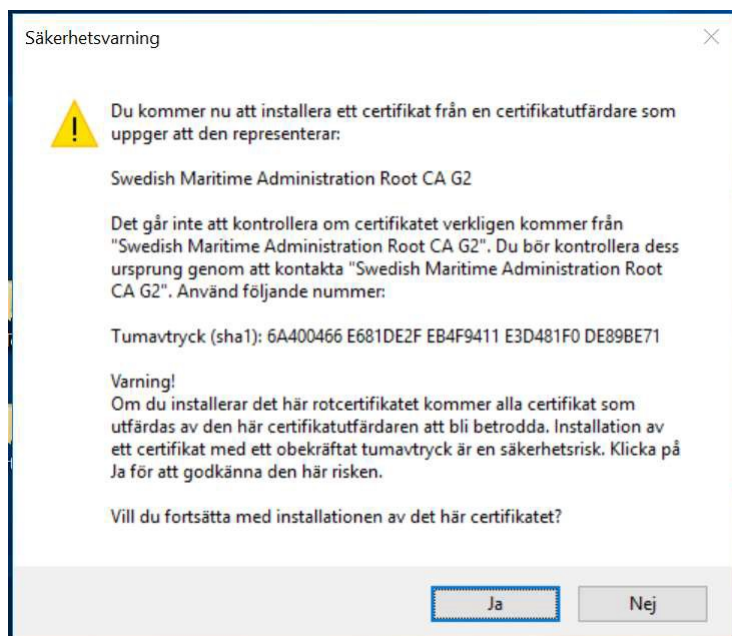 Säkerhetsvarning
Du kommer nu att installera ett certifikat från en certifikatutfärdare som
uppger att den representerar:
Swedish Maritime Administration Root CA G2
Det går inte att kontrollera om certifikatet verkligen kommer från
"Swedish Maritime Administration Root CA G2". Du bör kontrollera dess
ursprung genom att kontakta "Swedish Maritime Administration Root
CA G2". Använd följande nummer:
Tumavtryck (sha1): 6A400466 E681DE2F EB4F9411 E3D481F0 DE89BE71
Varning!
Om du installerar det här rotcertifikatet kommer alla certifikat som
utfärdas av den här certifikatutfärdaren att bli betrodda. Installation av
ett certifikat med ett obekräftat tumavtryck är en säkerhetsrisk. Klicka på
Ja för att godkänna den här risken.
Vill du fortsätta med installationen av det här certifikatet?
Ja
Nej